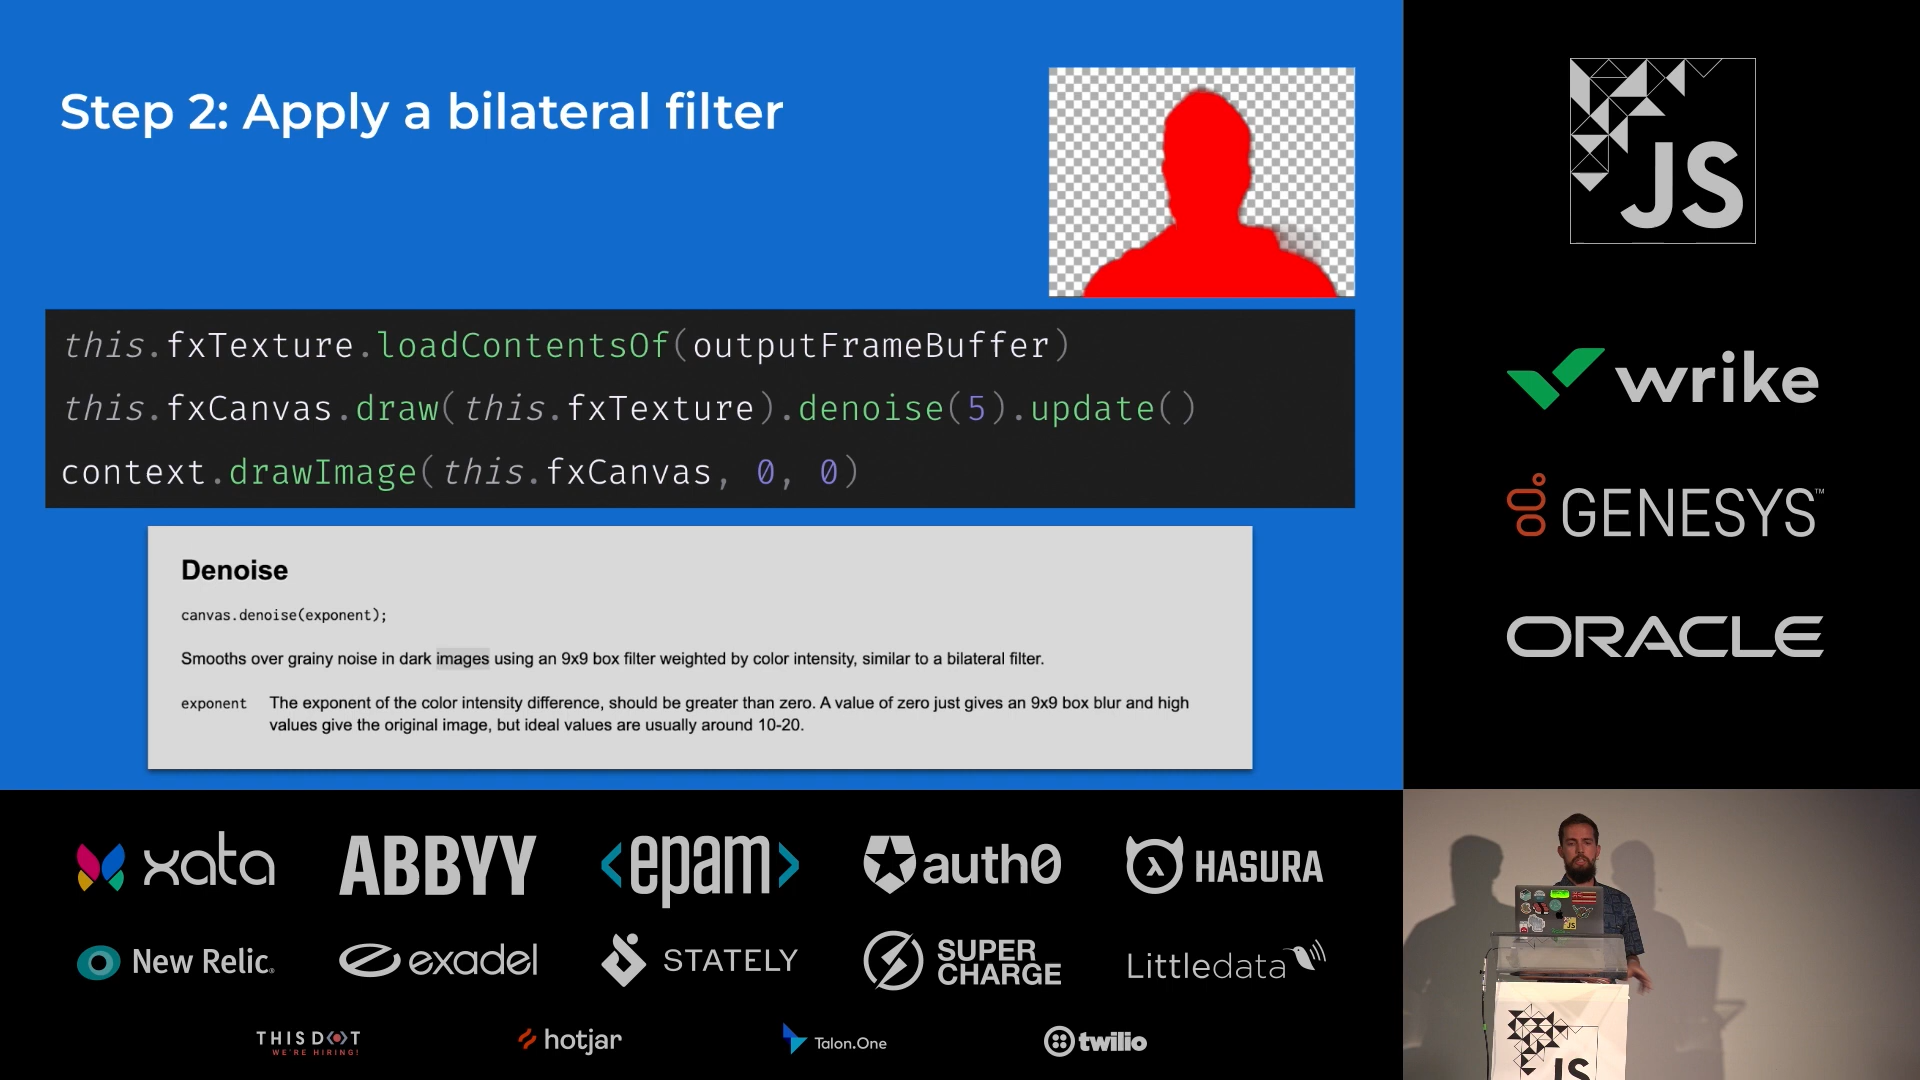 Step 2: Apply a bilateral filter
this.fxTexture.loadContentsOf(outputFrameBuffer)
this.fxCanvas.draw(this.fxTexture).denoise(5).update()
context.drawImage(this.fxCanvas, 0, 0)
Denoise
canvas.denoise(exponent);
Smooths over grainy noise in dark images using an 9x9 box filter weighted by color intensity, similar to a bilateral filter.
exponent The exponent of the color intensity difference, should be greater than zero. A value of zero just gives an 9x9 box blur and high
values give the original image, but ideal values are usually around 10-20.
JS
wrike
GENESYS™
ORACLE
xata ABBYY <epam> auth0 HASURA
New Relic. exadel STATELY SUPER
CHARGE Littledata
THIS DOT
WE'RE HIRING!
hotjar Talon.One twilio
JS
JS